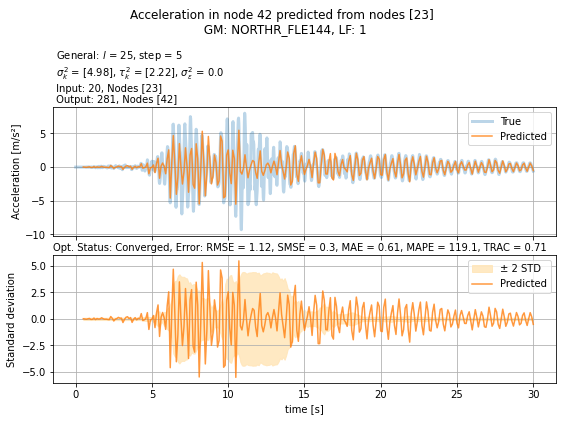 Acceleration in node 42 predicted from nodes [23]
GM: NORTHR_FLE144, LF: 1
General: l = 25, step = 5
σ²ₖ = [4.98], τ²ₖ = [2.22], σ²ε = 0.0
Input: 20, Nodes [23]
Output: 281, Nodes [42]
Acceleration [m/s²]
5
0
−5
−10
True
Predicted
Opt. Status: Converged, Error: RMSE = 1.12, SMSE = 0.3, MAE = 0.61, MAPE = 119.1, TRAC = 0.71
Standard deviation
5.0
2.5
0.0
−2.5
−5.0
± 2 STD
Predicted
0 5 10 15 20 25 30
time [s]